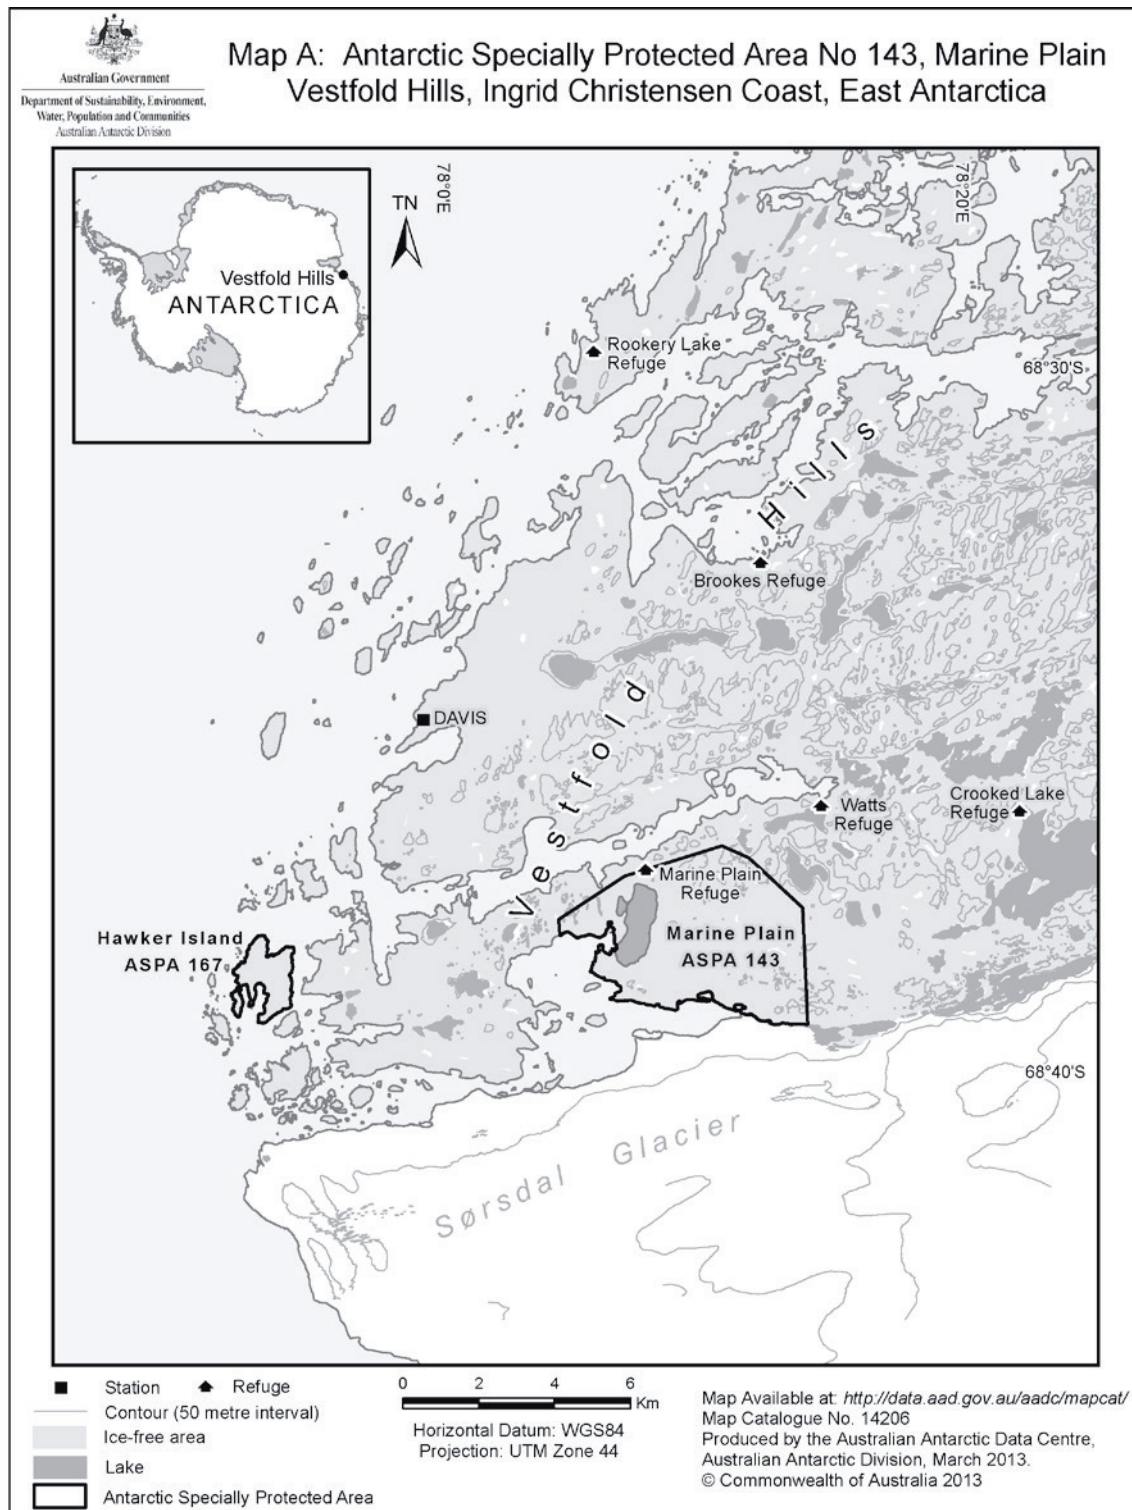 Australian Government
Department of Sustainability, Environment,
Water, Population and Communities
Australian Antarctic Division
Map A: Antarctic Specially Protected Area No 143, Marine Plain
Vestfold Hills, Ingrid Christensen Coast, East Antarctica
78°0'E
78°20'E
TN
Vestfold Hills
ANTARCTICA
Rookery Lake
Refuge
68°30'S
Vestfold Hills
Brookes Refuge
DAVIS
Watts
Refuge
Crooked Lake
Refuge
Marine Plain
Refuge
Marine Plain
ASPA 143
Hawker Island
ASPA 167
68°40'S
Sørsdal Glacier
Station
Refuge
Contour (50 metre interval)
Ice-free area
Lake
Antarctic Specially Protected Area
0 2 4 6
Km
Horizontal Datum: WGS84
Projection: UTM Zone 44
Map Available at: http://data.aad.gov.au/aadc/mapcat/
Map Catalogue No. 14206
Produced by the Australian Antarctic Data Centre,
Australian Antarctic Division, March 2013.
© Commonwealth of Australia 2013